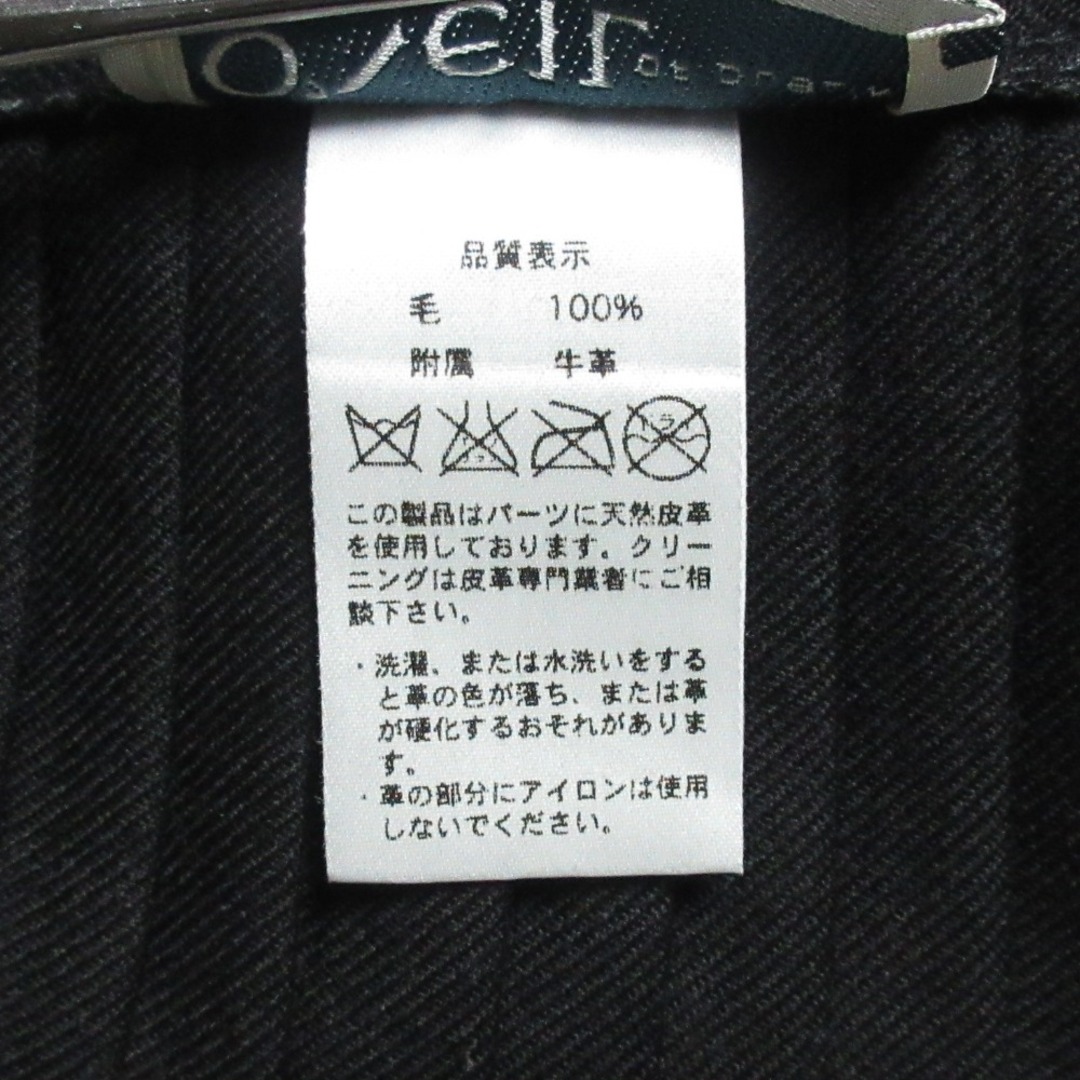 O'NEIL of DUBLIN
品質表示
毛 100%
附属 牛革
この製品はパーツに天然皮革
を使用しております。クリー
ニングは皮革専門業者にご相
談下さい。
・洗濯、または水洗いをする
と革の色が落ち、または革
が硬化するおそれがありま
す。
・革の部分にアイロンは使用
しないでください。